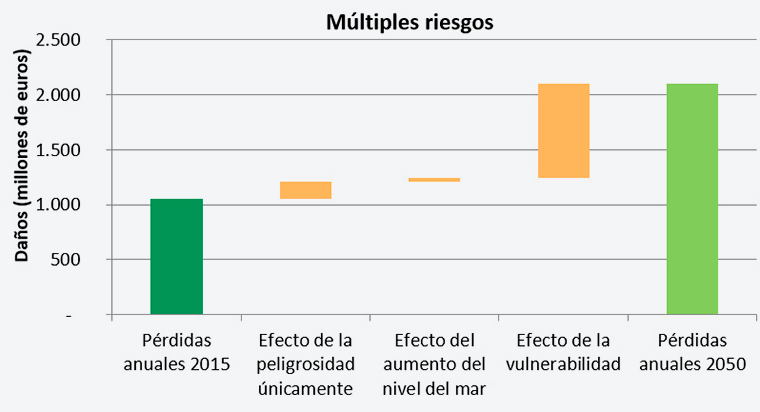 Múltiples riesgos
Daños (millones de euros)
2.500
2.000
1.500
1.000
500
-
Pérdidas
anuales 2015
Efecto de la
peligrosidad
únicamente
Efecto del
aumento del
nivel del mar
Efecto de la
vulnerabilidad
Pérdidas
anuales 2050